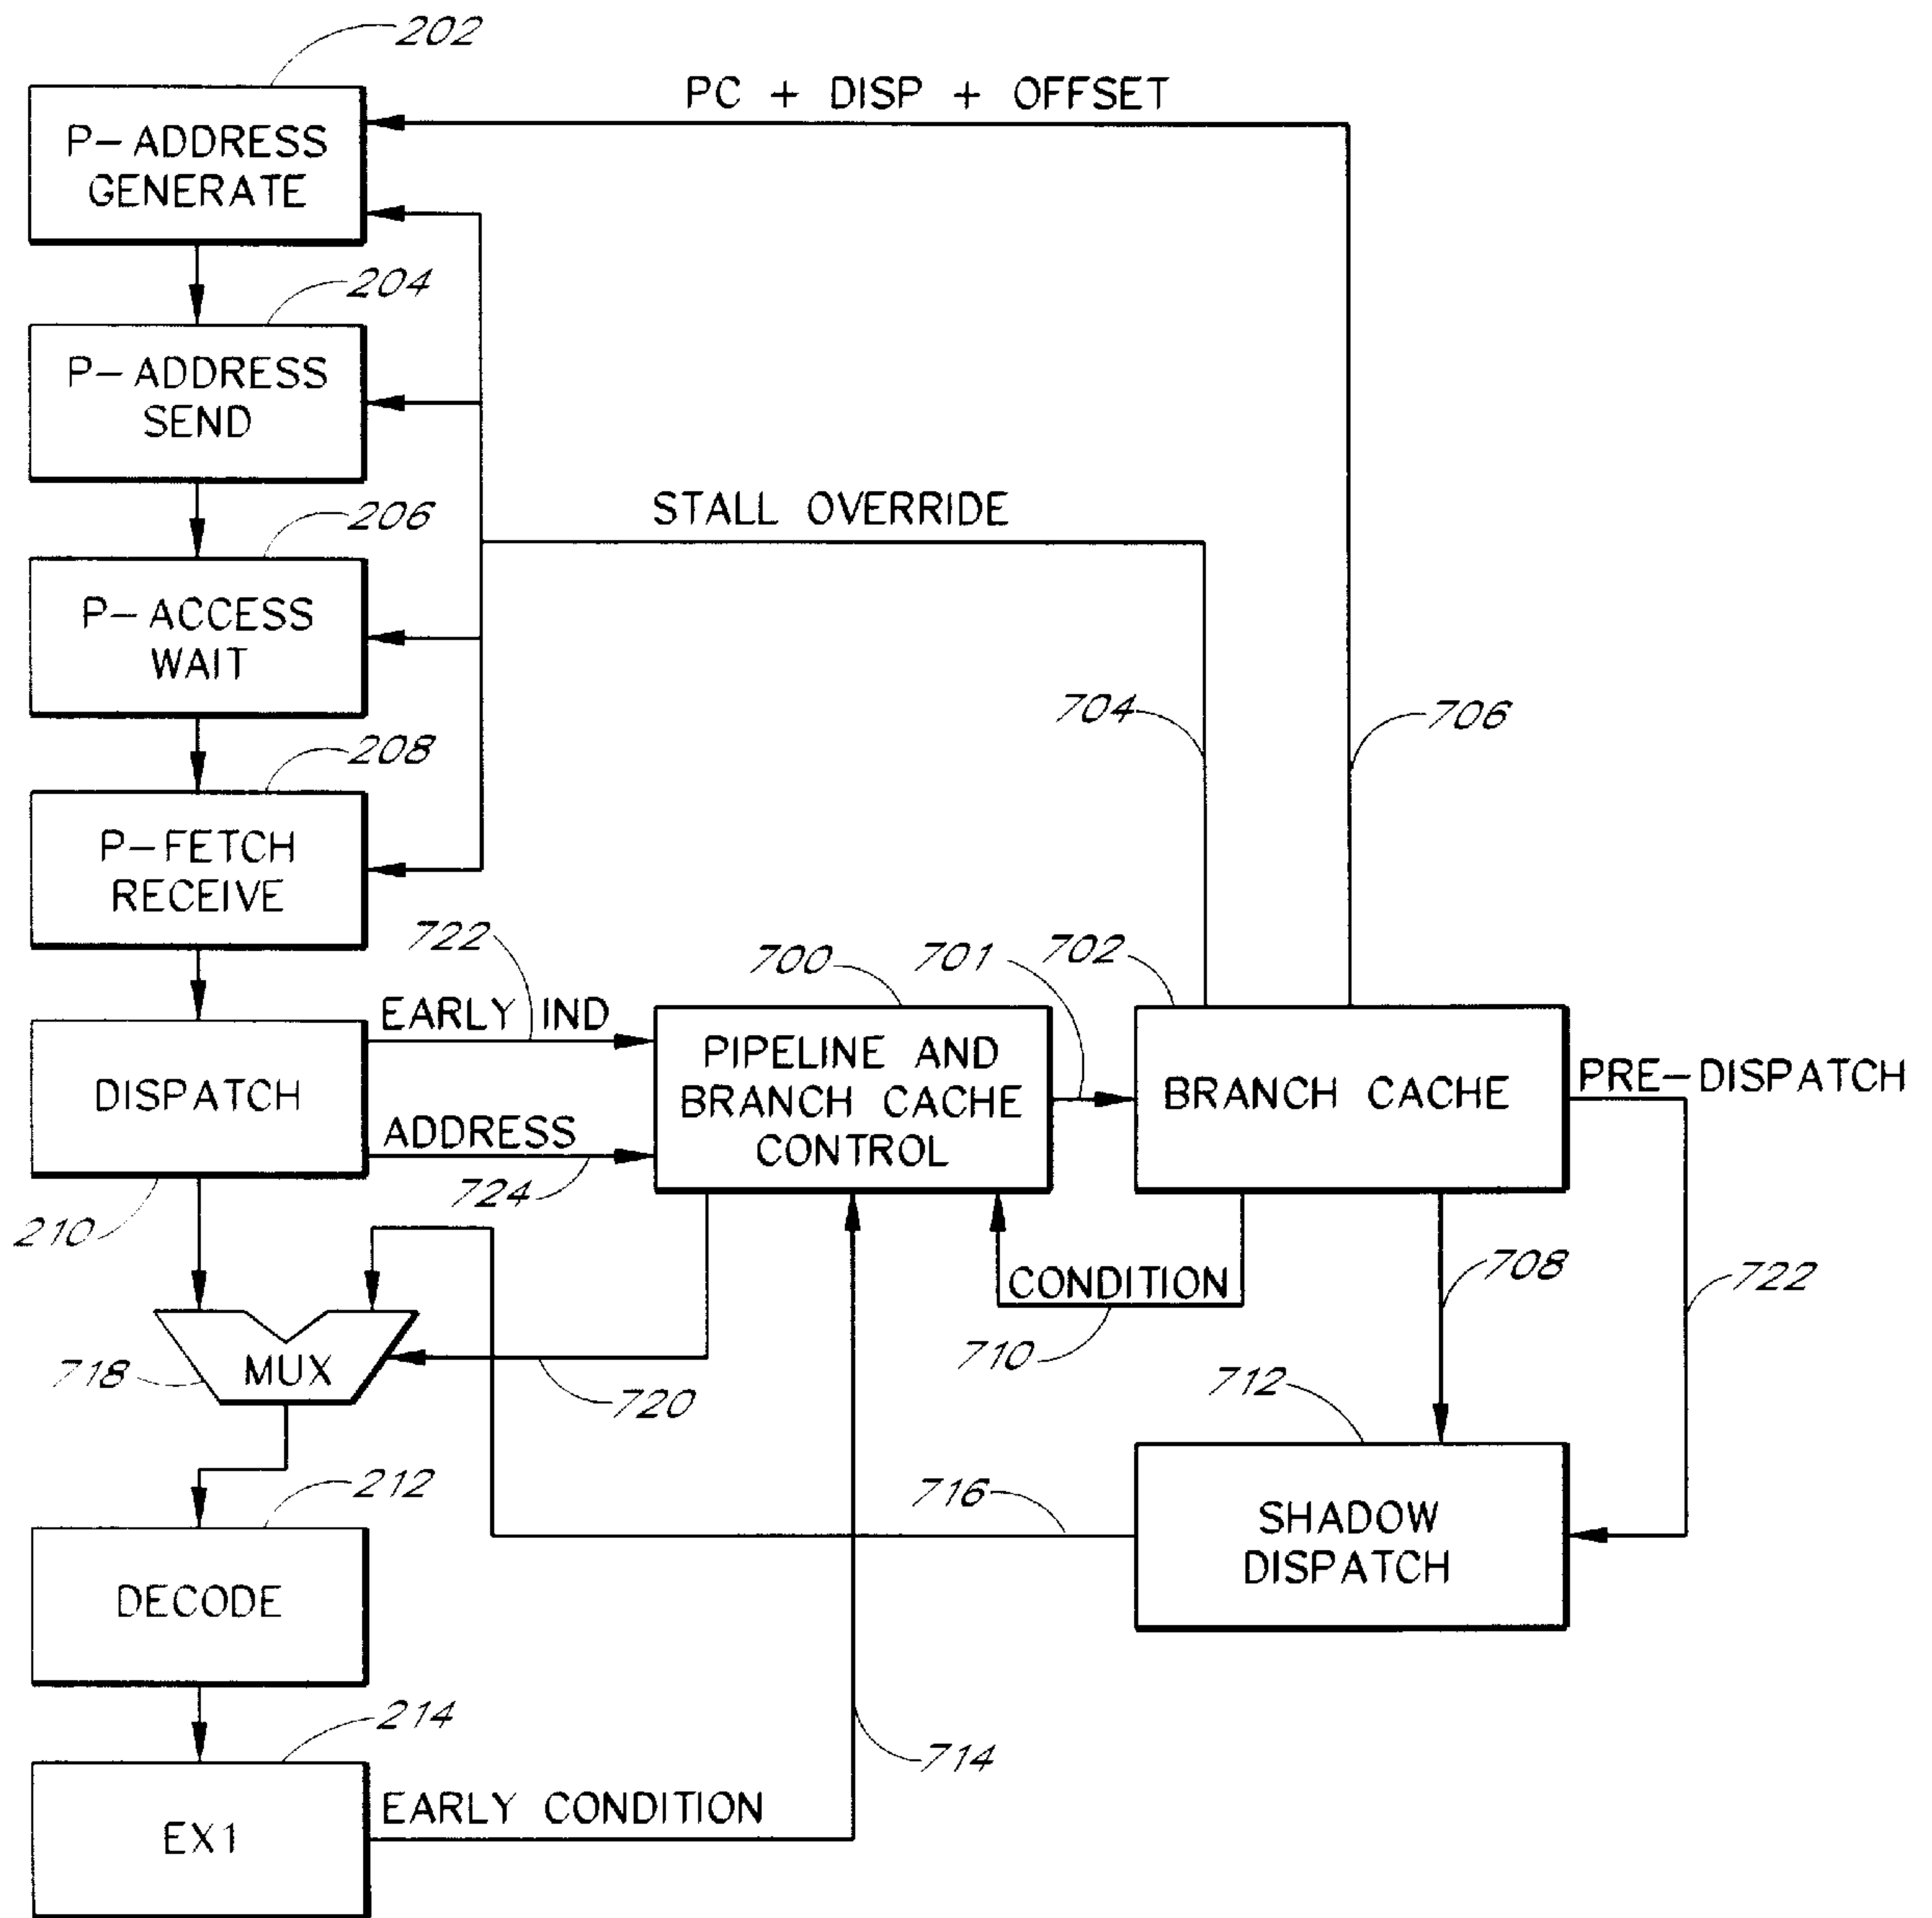 202
PC + DISP + OFFSET
P-ADDRESS
GENERATE
204
P-ADDRESS
SEND
STALL OVERRIDE
206
P-ACCESS
WAIT
704
706
208
P-FETCH
RECEIVE
722
700
701
702
EARLY IND
PIPELINE AND
BRANCH CACHE
CONTROL
BRANCH CACHE
PRE-DISPATCH
DISPATCH
ADDRESS
724
210
CONDITION
708
722
710
718
MUX
720
712
212
716
SHADOW
DISPATCH
DECODE
214
714
EARLY CONDITION
EX1